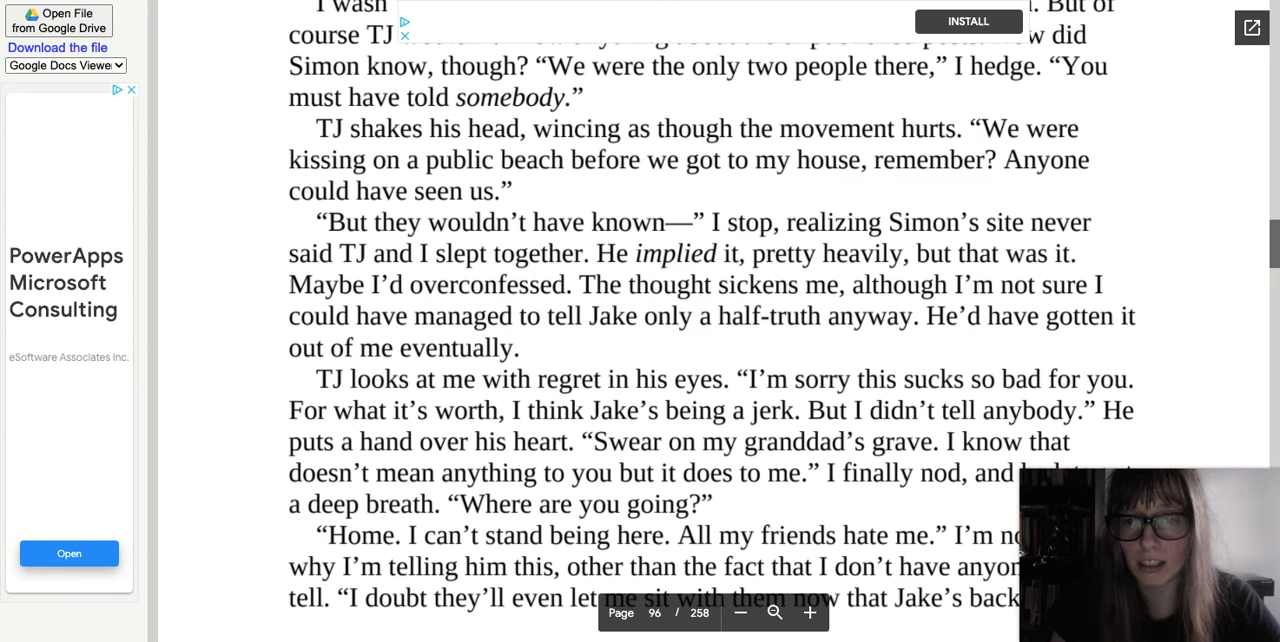 Open File
from Google Drive
Download the file
Google Docs Viewer
PowerApps
Microsoft
Consulting
eSoftware Associates Inc.
Open
INSTALL
I wash
. But of
course TJ
did
Simon know, though? “We were the only two people there,” I hedge. “You
must have told somebody.”
TJ shakes his head, wincing as though the movement hurts. “We were
kissing on a public beach before we got to my house, remember? Anyone
could have seen us.”
“But they wouldn’t have known—” I stop, realizing Simon’s site never
said TJ and I slept together. He implied it, pretty heavily, but that was it.
Maybe I’d overconfessed. The thought sickens me, although I’m not sure I
could have managed to tell Jake only a half-truth anyway. He’d have gotten it
out of me eventually.
TJ looks at me with regret in his eyes. “I’m sorry this sucks so bad for you.
For what it’s worth, I think Jake’s being a jerk. But I didn’t tell anybody.” He
puts a hand over his heart. “Swear on my granddad’s grave. I know that
doesn’t mean anything to you but it does to me.” I finally nod, and
a deep breath. “Where are you going?”
“Home. I can’t stand being here. All my friends hate me.” I’m
why I’m telling him this, other than the fact that I don’t have
tell. “I doubt they’ll even let me sit with them now that Jake’s back
Page 96 / 258